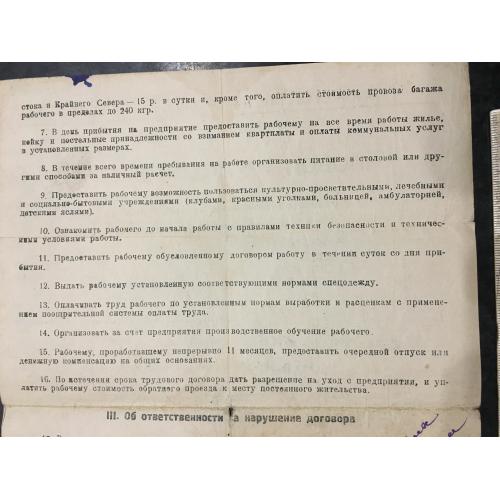 стока и Крайнего Севера — 15 р. в сутки и, кроме того, оплатить стоимость провоза багажа
рабочего в пределах до 240 кгр.
7. В день прибытия на предприятие предоставить рабочему на все время работы жилье,
койку и постельные принадлежности со взиманием квартплаты и оплаты коммунальных услуг
в установленных размерах.
8. В течение всего времени пребывания на работе организовать питание в столовой или дру-
гими способами за наличный расчет.
9. Предоставить рабочему возможность пользоваться культурно-просветительными, лечебными
и социально-бытовыми учреждениями (клубами, красными уголками, больницей, амбулаторией,
детскими яслями).
10. Ознакомить рабочего до начала работы с правилами техники безопасности и техничес-
кими условиями работы.
11. Предоставить рабочему обусловленную договором работу в течении суток со дня при-
бытия.
12. Выдать рабочему установленную соответствующими нормами спецодежду.
13. Оплачивать труд рабочего по установленным нормам выработки и расценкам с примене-
нием поощрительной системы оплаты труда.
14. Организовать за счет предприятия производственное обучение рабочего.
15. Рабочему, проработавшему непрерывно 11 месяцев, предоставить очередной отпуск или
денежную компенсацию на общих основаниях.
16. По истечении срока трудового договора дать разрешение на уход с предприятия, и уп-
латить рабочему стоимость обратного проезда к месту постоянного жительства.
III. Об ответственности за нарушение договора